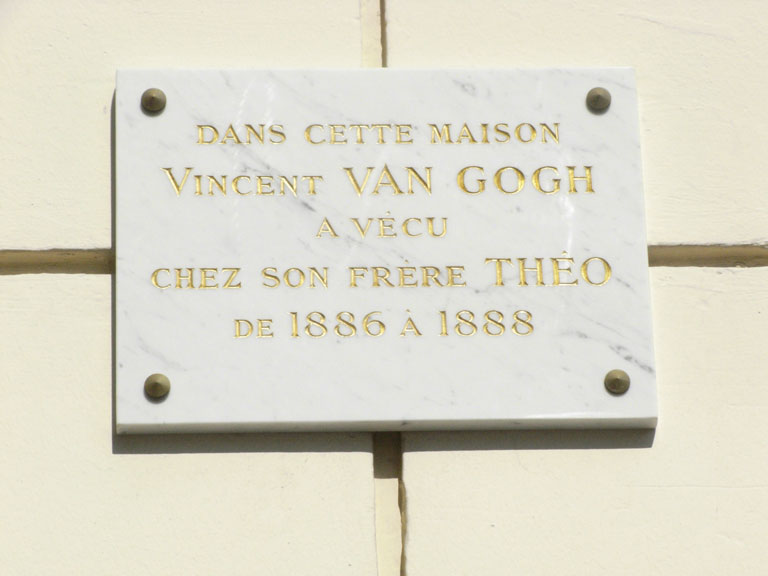 DANS CETTE MAISON
VINCENT VAN GOGH
A VÉCU
CHEZ SON FRÈRE THÉO
DE 1886 À 1888